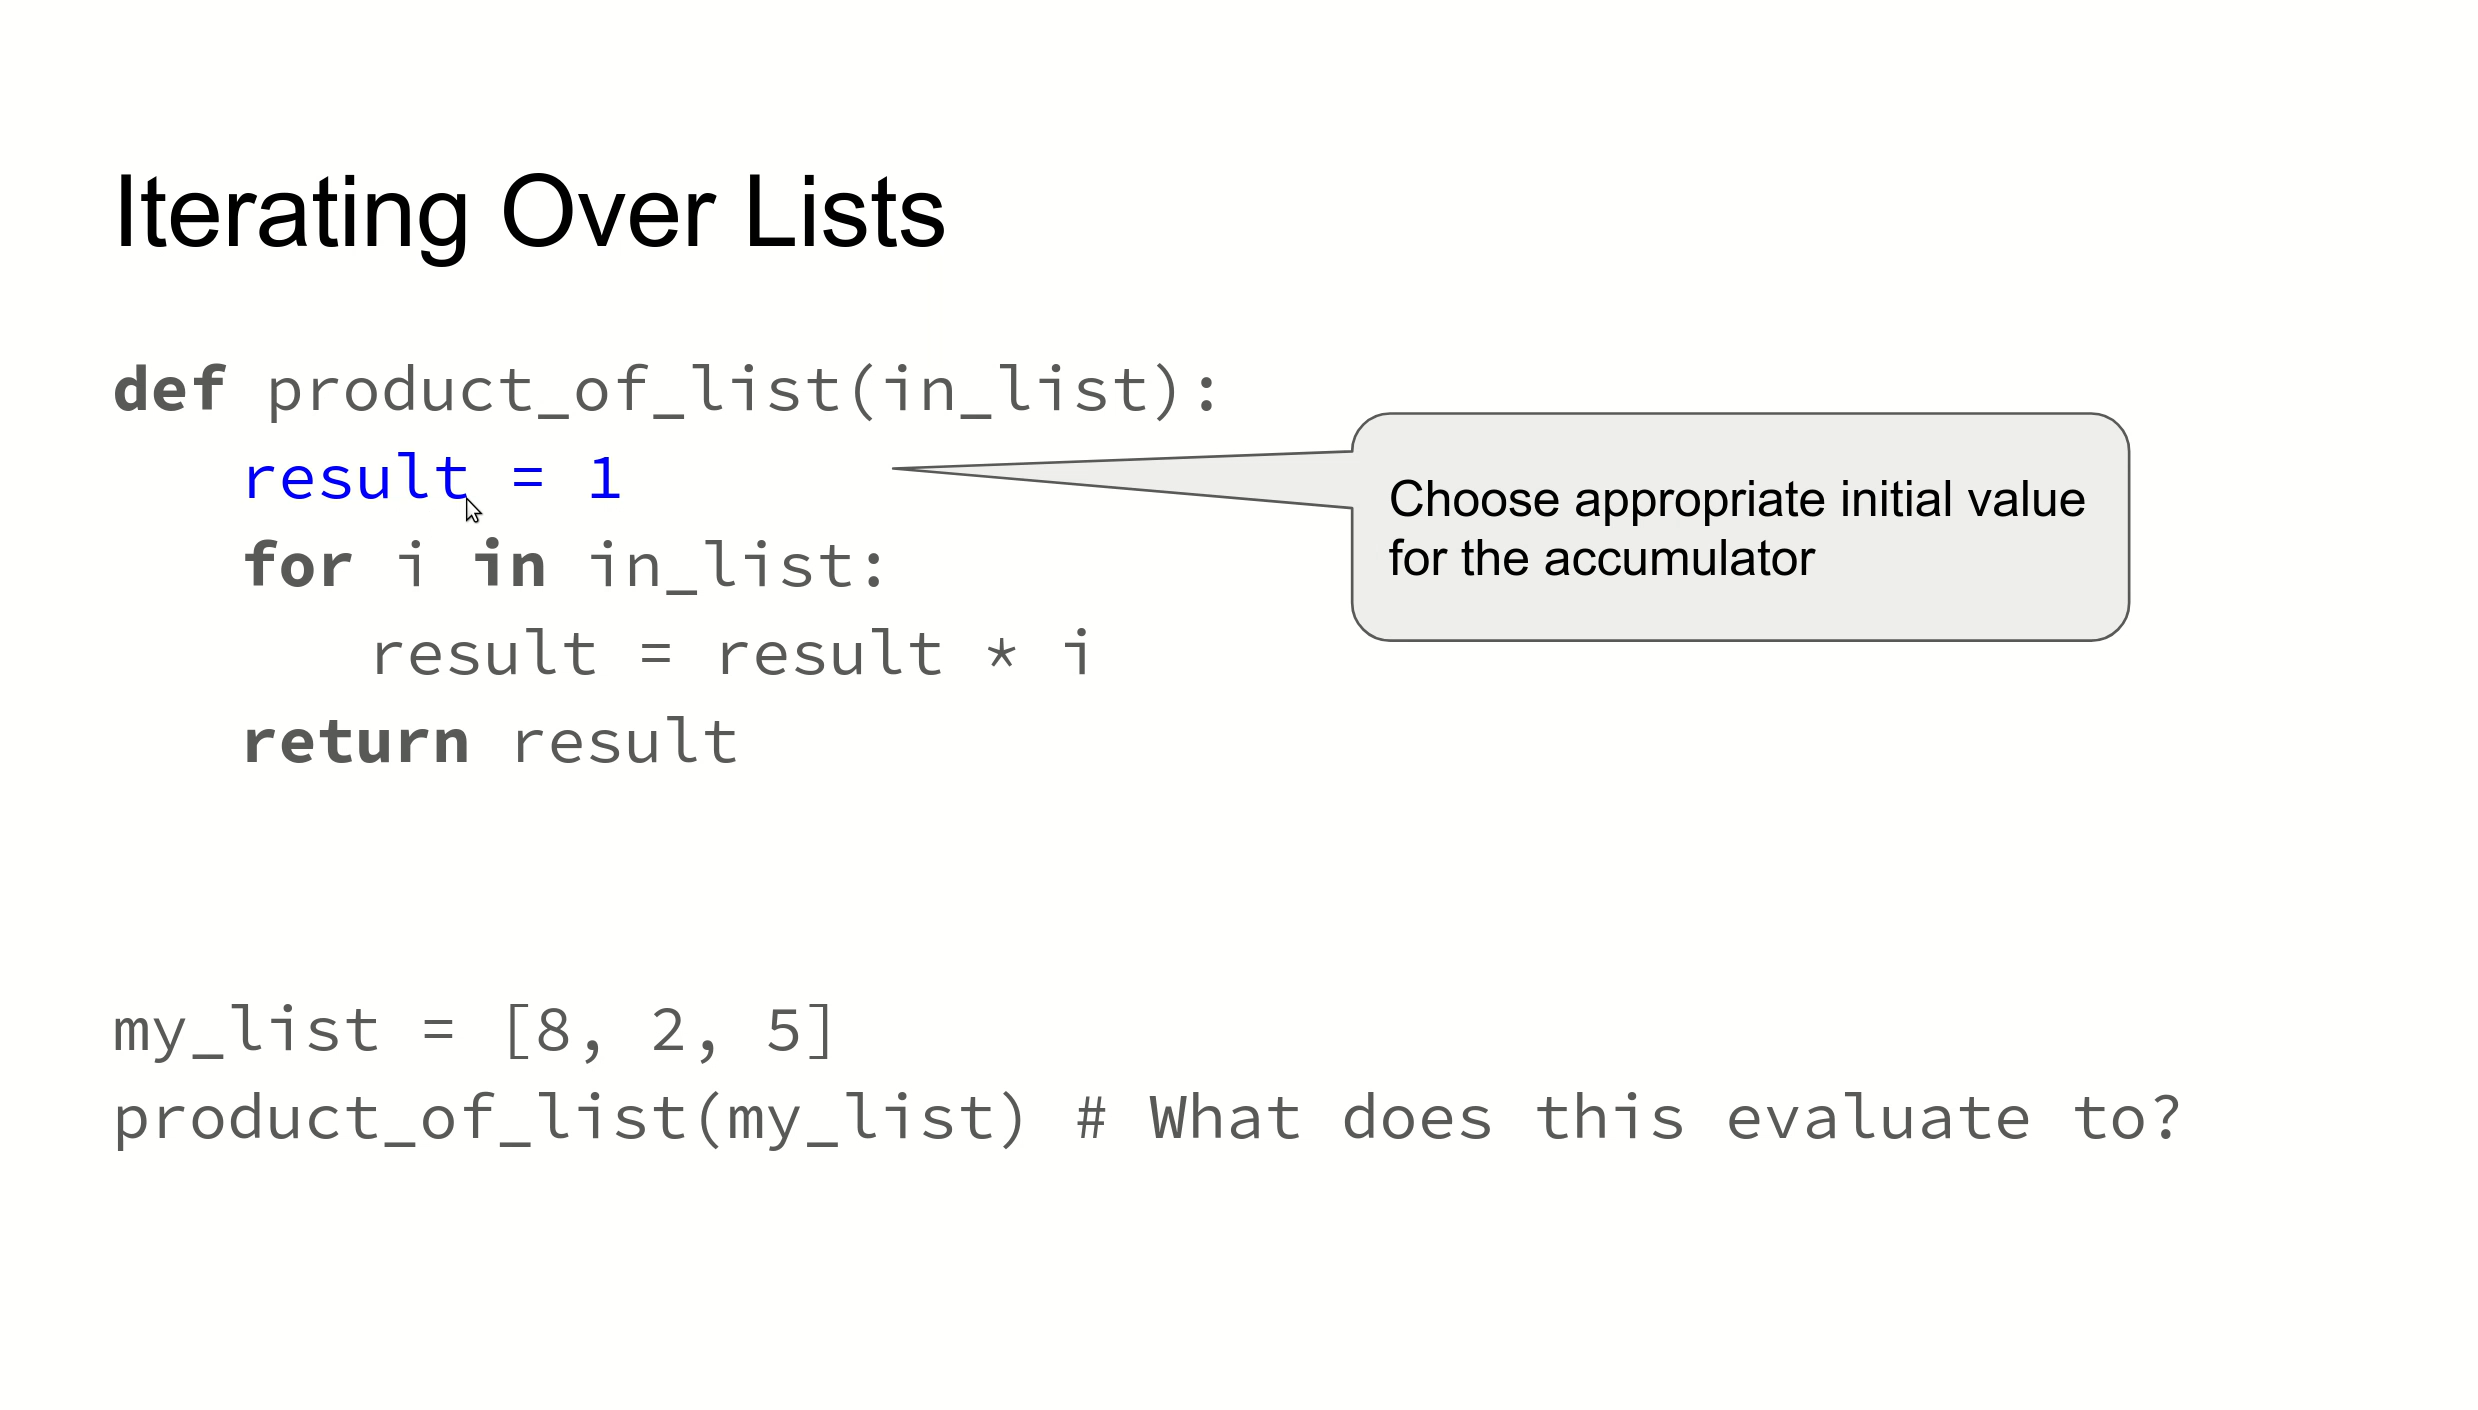 Iterating Over Lists
def product_of_list(in_list):
result = 1
for i in in_list:
result = result * i
return result
Choose appropriate initial value
for the accumulator
my_list = [8, 2, 5]
product_of_list(my_list) # What does this evaluate to?